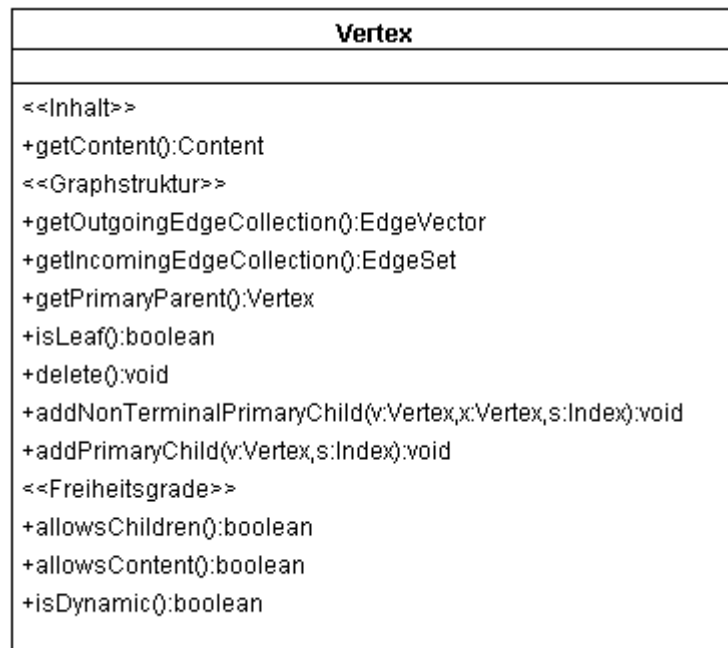 Vertex
<<Inhalt>>
+getContent():Content
<<Graphstruktur>>
+getOutgoingEdgeCollection():EdgeVector
+getIncomingEdgeCollection():EdgeSet
+getPrimaryParent():Vertex
+isLeaf():boolean
+delete():void
+addNonTerminalPrimaryChild(v:Vertex,x:Vertex,s:Index):void
+addPrimaryChild(v:Vertex,s:Index):void
<<Freiheitsgrade>>
+allowsChildren():boolean
+allowsContent():boolean
+isDynamic():boolean